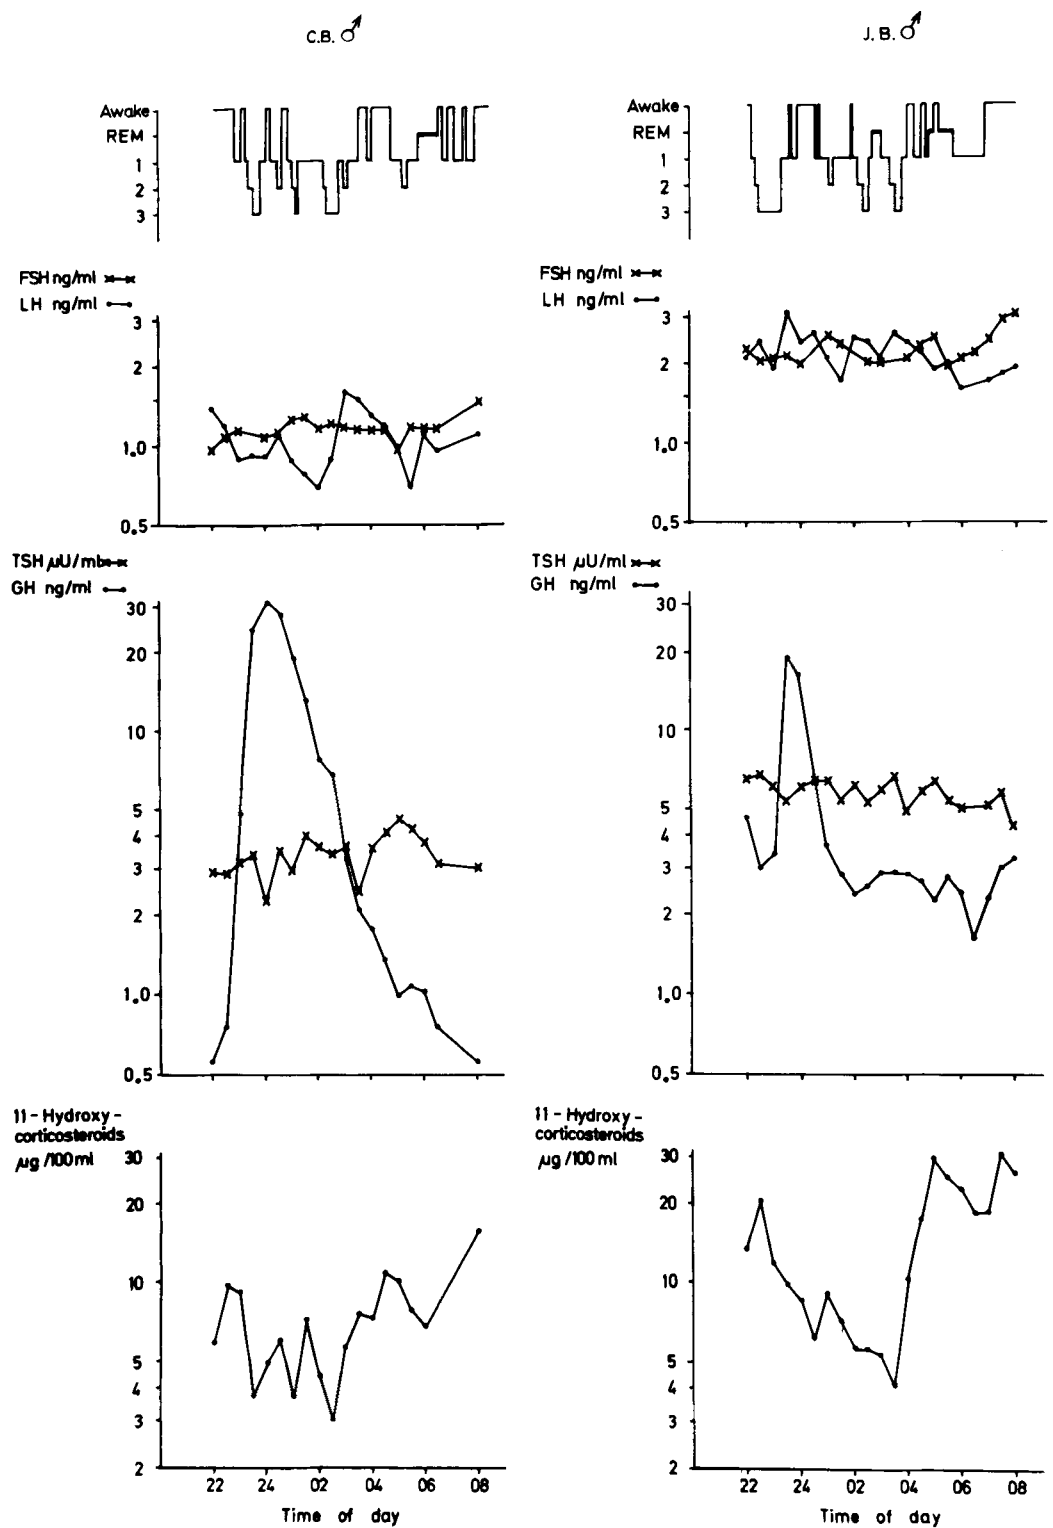 C.B. ♂
Awake
REM
1
2
3
FSH ng/ml ×—×
LH ng/ml •—•
3
2
1.0
0.5
TSH µU/ml ×—×
GH ng/ml •—•
30
20
10
5
4
3
2
1.0
0.5
11-Hydroxy-
corticosteroids
µg/100ml
30
20
10
5
4
3
2
22 24 02 04 06 08
Time of day
J.B. ♂
Awake
REM
1
2
3
FSH ng/ml ×—×
LH ng/ml •—•
3
2
1.0
0.5
TSH µU/ml ×—×
GH ng/ml •—•
30
20
10
5
4
3
2
1.0
0.5
11-Hydroxy-
corticosteroids
µg/100ml
30
20
10
5
4
3
2
22 24 02 04 06 08
Time of day